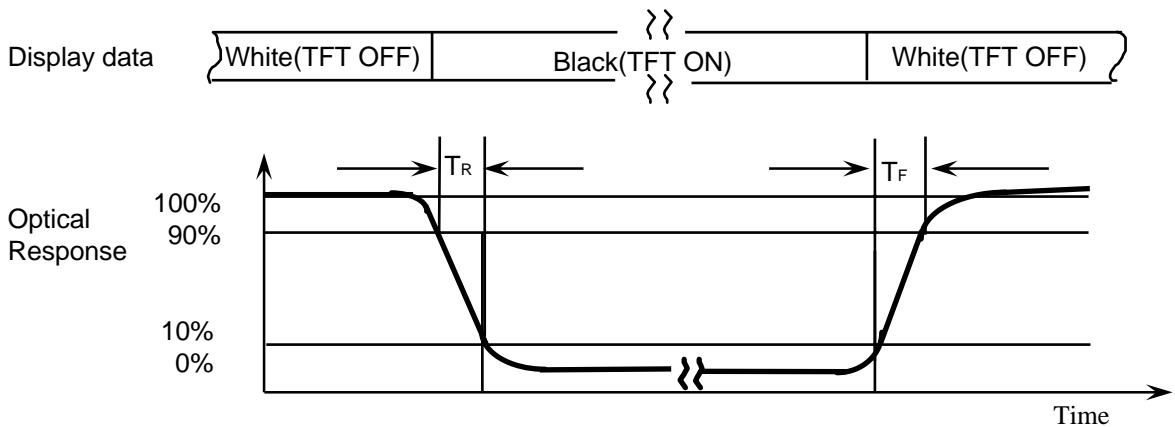 Display data
White(TFT OFF)
Black(TFT ON)
White(TFT OFF)
TR
TF
Optical
Response
100%
90%
10%
0%
Time